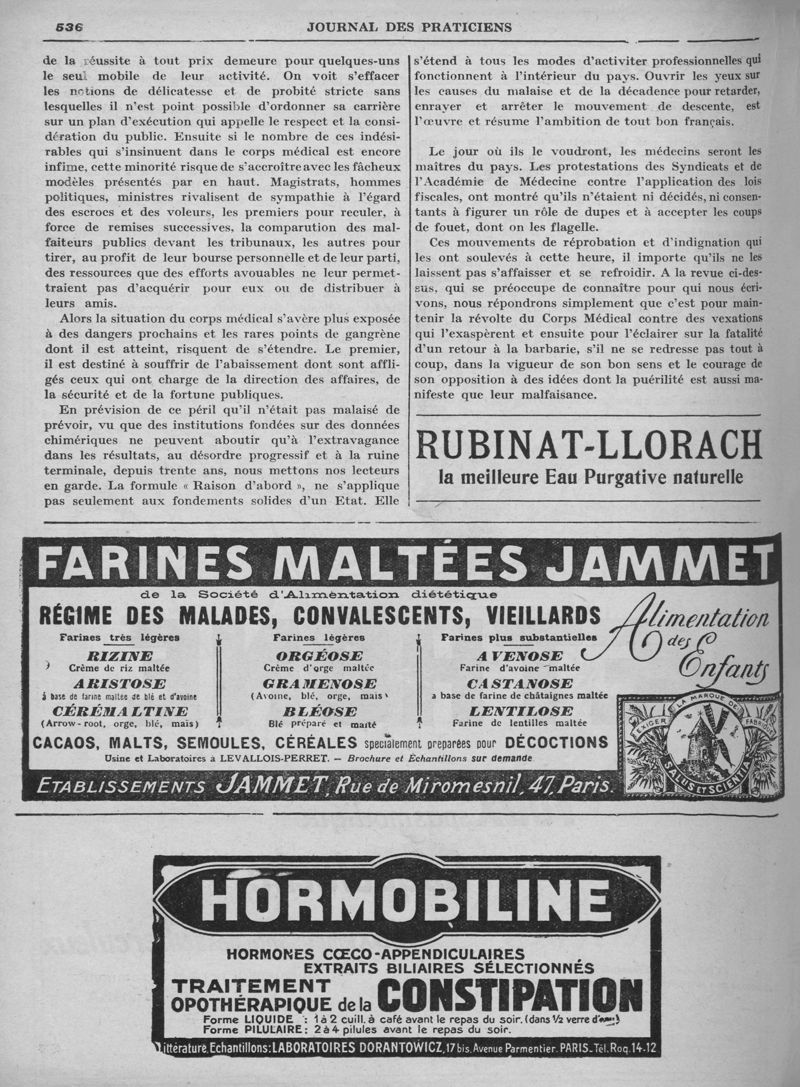 536
JOURNAL DES PRATICIENS
de la réussite à tout prix demeure pour quelques-uns
le seul mobile de leur activité. On voit s'effacer
les notions de délicatesse et de probité stricte sans
lesquelles il n'est point possible d'ordonner sa carrière
sur un plan d'exécution qui appelle le respect et la consi-
dération du public. Ensuite si le nombre de ces indési-
rables qui s'insinuent dans le corps médical est encore
infime, cette minorité risque de s'accroître avec les fâcheux
modèles présentés par en haut. Magistrats, hommes
politiques, ministres rivalisent de sympathie à l'égard
des escrocs et des voleurs, les premiers pour reculer, à
force de remises successives, la comparution des mal-
faiteurs publics devant les tribunaux, les autres pour
tirer, au profit de leur bourse personnelle et de leur parti,
des ressources que des efforts avouables ne leur permet-
traient pas d'acquérir pour eux ou de distribuer à
leurs amis.
Alors la situation du corps médical s'avère plus exposée
à des dangers prochains et les rares points de gangrène
dont il est atteint, risquent de s'étendre. Le premier,
il est destiné à souffrir de l'abaissement dont sont affli-
gés ceux qui ont charge de la direction des affaires, de
la sécurité et de la fortune publiques.
En prévision de ce péril qu'il n'était pas malaisé de
prévoir, vu que des institutions fondées sur des données
chimériques ne peuvent aboutir qu'à l'extravagance
dans les résultats, au désordre progressif et à la ruine
terminale, depuis trente ans, nous mettons nos lecteurs
en garde. La formule « Raison d'abord », ne s'applique
pas seulement aux fondements solides d'un Etat. Elle
s'étend à tous les modes d'activiter professionnelles qui
fonctionnent à l'intérieur du pays. Ouvrir les yeux sur
les causes du malaise et de la décadence pour retarder,
enrayer et arrêter le mouvement de descente, est
l'œuvre et résume l'ambition de tout bon français.
Le jour où ils le voudront, les médecins seront les
maîtres du pays. Les protestations des Syndicats et de
l'Académie de Médecine contre l'application des lois
fiscales, ont montré qu'ils n'étaient ni décidés, ni consen-
tants à figurer un rôle de dupes et à accepter les coups
de fouet, dont on les flagelle.
Ces mouvements de réprobation et d'indignation qui
les ont soulevés à cette heure, il importe qu'ils ne les
laissent pas s'affaisser et se refroidir. A la revue ci-des-
sus, qui se préoccupe de connaître pour qui nous écri-
vons, nous répondrons simplement que c'est pour main-
tenir la révolte du Corps Médical contre des vexations
qui l'exaspèrent et ensuite pour l'éclairer sur la fatalité
d'un retour à la barbarie, s'il ne se redresse pas tout à
coup, dans la vigueur de son bon sens et le courage de
son opposition à des idées dont la puérilité est aussi ma-
nifeste que leur malfaisance.
RUBINAT-LLORACH
la meilleure Eau Purgative naturelle
FARINES MALTÉES JAMMET
de la Société d'Alimentation diététique
RÉGIME DES MALADES, CONVALESCENTS, VIEILLARDS
Alimentation
des
Enfants
Farines très légères
RIZINE
Crème de riz maltée
ARISTOSE
à base de farine maltée de blé et d'avoine
CÉRÉMALTINE
(Arrow-root, orge, blé, maïs)
Farines légères
ORGÉOSE
Crème d'orge maltée
GRAMENOSE
(Avoine, blé, orge, maïs)
BLÉOSE
Blé préparé et malté
Farines plus substantielles
AVENOSE
Farine d'avoine maltée
CASTANOSE
a base de farine de châtaignes maltée
LENTILOSE
Farine de lentilles maltée
EXIGER
LA MARQUE DE
FABRIQUE
SALUS ET SCIENTIA
CACAOS, MALTS, SEMOULES, CÉRÉALES spécialement préparées pour DÉCOCTIONS
Usine et Laboratoires à LEVALLOIS-PERRET. — Brochure et Echantillons sur demande
ETABLISSEMENTS JAMMET, Rue de Miromesnil, 47, Paris.
HORMOBILINE
HORMONES CŒCO-APPENDICULAIRES
EXTRAITS BILIAIRES SÉLECTIONNÉS
TRAITEMENT
OPOTHÉRAPIQUE de la CONSTIPATION
Forme LIQUIDE : 1 à 2 cuill. à café avant le repas du soir. (dans 1/2 verre d'eau)
Forme PILULAIRE : 2 à 4 pilules avant le repas du soir.
Littérature, Echantillons: LABORATOIRES DORANTOWICZ, 17 bis, Avenue Parmentier. PARIS_Tél. Roq. 14-12